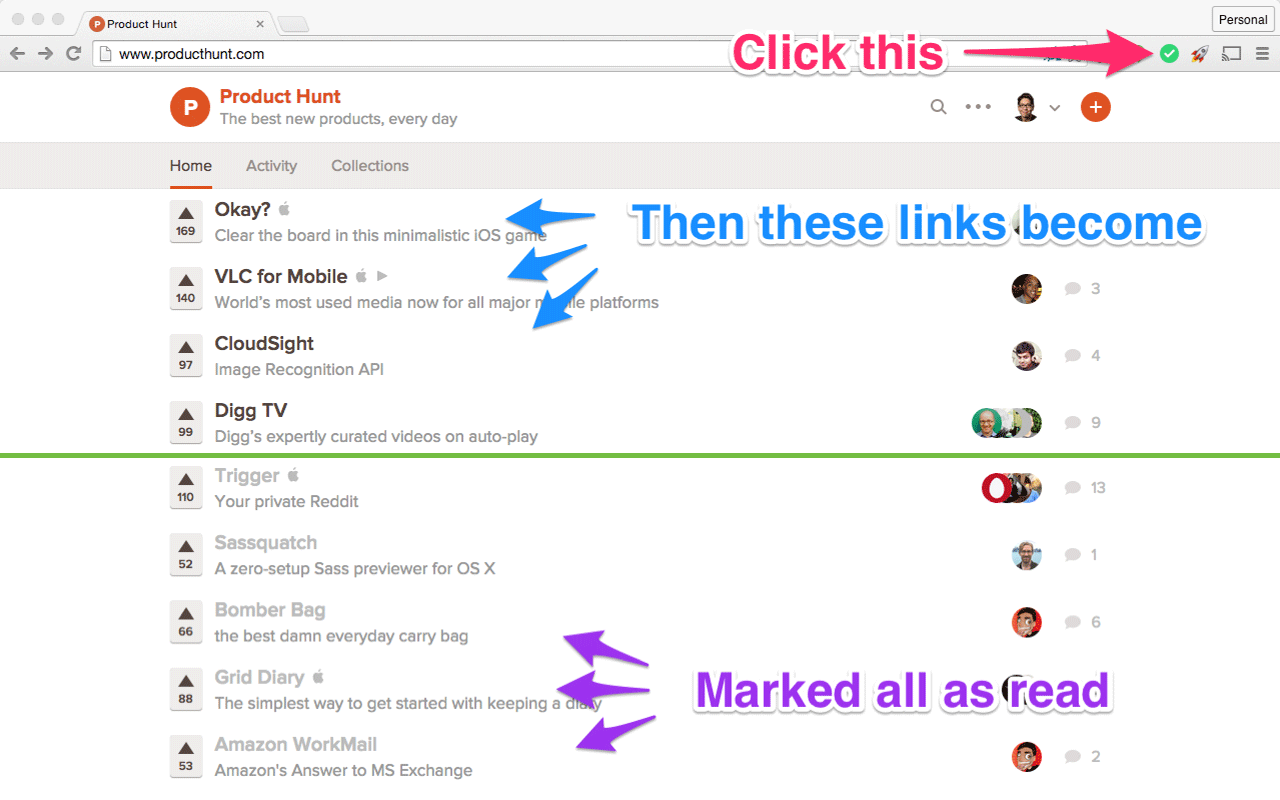 Product Hunt
Personal
www.producthunt.com
Click this
P
Product Hunt
The best new products, every day
Home Activity Collections
Okay?
169
Clear the board in this minimalistic iOS game
Then these links become
VLC for Mobile
140
World's most used media now for all major mobile platforms
3
CloudSight
97
Image Recognition API
4
Digg TV
99
Digg's expertly curated videos on auto-play
9
Trigger
110
Your private Reddit
13
Sassquatch
52
A zero-setup Sass previewer for OS X
1
Bomber Bag
66
the best damn everyday carry bag
6
Grid Diary
88
The simplest way to get started with keeping a diary
Marked all as read
Amazon WorkMail
53
Amazon's Answer to MS Exchange
2